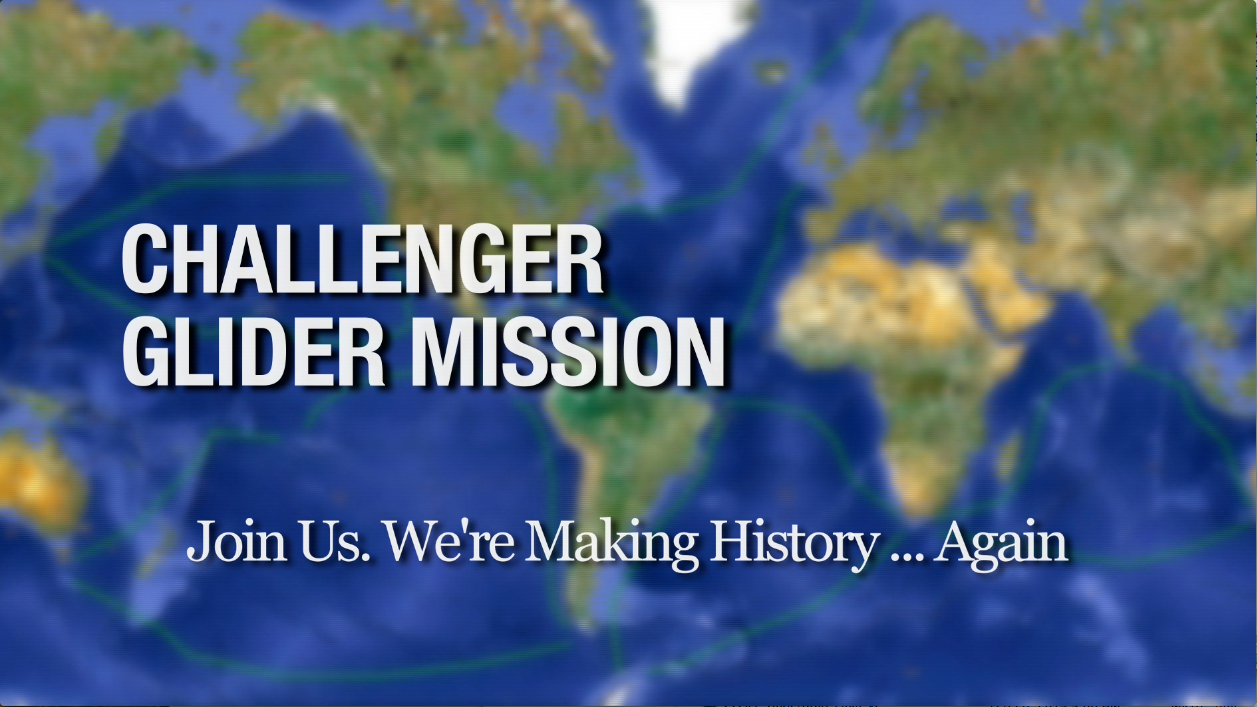 CHALLENGER
GLIDER MISSION
Join Us. We're Making History ... Again